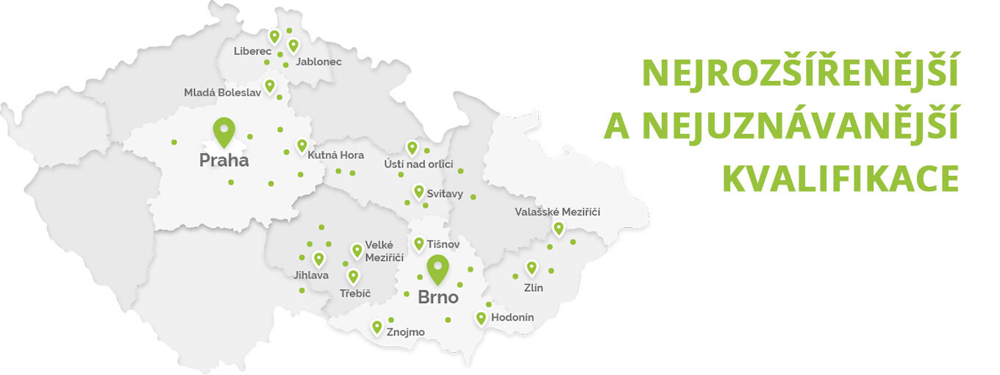 Liberec
Jablonec
Mladá Boleslav
Praha
Kutná Hora
Ústí nad orlicí
Svitavy
Valašské Meziříčí
Tišnov
Velké
Meziříčí
Jihlava
Třebíč
Zlín
Brno
Hodonín
Znojmo
NEJROZŠÍŘENĚJŠÍ
A NEJUZNÁVANĚJŠÍ
KVALIFIKACE